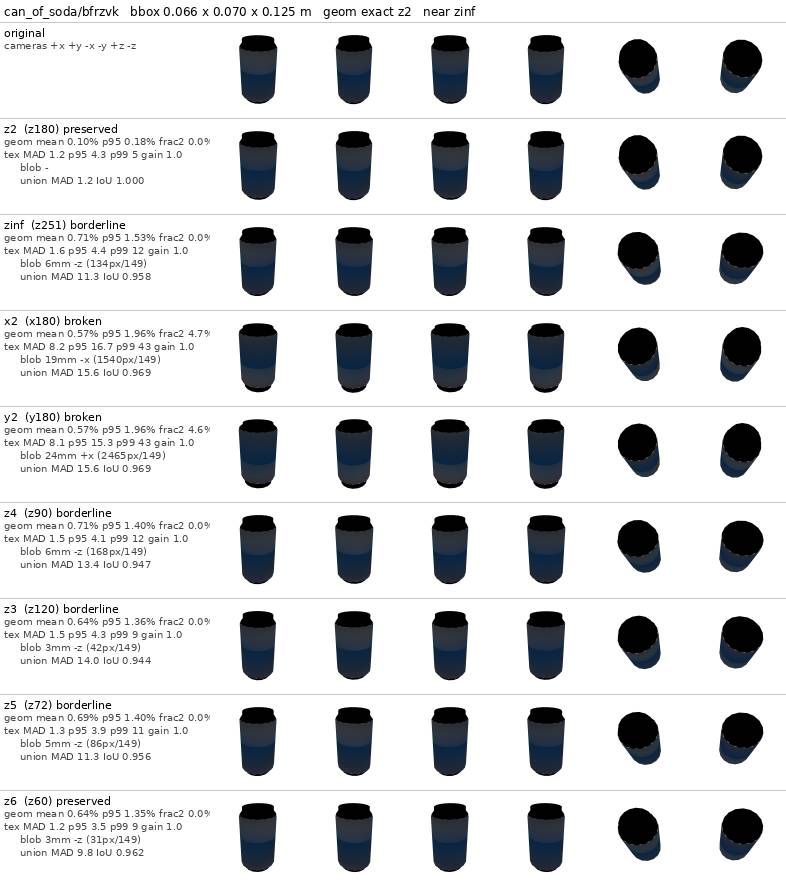 can_of_soda/bfrzvk   bbox 0.066 x 0.070 x 0.125 m   geom exact z2   near zinf
original
cameras +x +y -x -y +z -z
z2  (z180) preserved
geom mean 0.10% p95 0.18% frac2 0.0%
tex MAD 1.2 p95 4.3 p99 5 gain 1.0
blob -
union MAD 1.2 IoU 1.000
zinf  (z251) borderline
geom mean 0.71% p95 1.53% frac2 0.0%
tex MAD 1.6 p95 4.4 p99 12 gain 1.0
blob 6mm -z (134px/149)
union MAD 11.3 IoU 0.958
x2  (x180) broken
geom mean 0.57% p95 1.96% frac2 4.7%
tex MAD 8.2 p95 16.7 p99 43 gain 1.0
blob 19mm -x (1540px/149)
union MAD 15.6 IoU 0.969
y2  (y180) broken
geom mean 0.57% p95 1.96% frac2 4.6%
tex MAD 8.1 p95 15.3 p99 43 gain 1.0
blob 24mm +x (2465px/149)
union MAD 15.6 IoU 0.969
z4  (z90) borderline
geom mean 0.71% p95 1.40% frac2 0.0%
tex MAD 1.5 p95 4.1 p99 12 gain 1.0
blob 6mm -z (168px/149)
union MAD 13.4 IoU 0.947
z3  (z120) borderline
geom mean 0.64% p95 1.36% frac2 0.0%
tex MAD 1.5 p95 4.3 p99 9 gain 1.0
blob 3mm -z (42px/149)
union MAD 14.0 IoU 0.944
z5  (z72) borderline
geom mean 0.69% p95 1.40% frac2 0.0%
tex MAD 1.3 p95 3.9 p99 11 gain 1.0
blob 5mm -z (86px/149)
union MAD 11.3 IoU 0.956
z6  (z60) preserved
geom mean 0.64% p95 1.35% frac2 0.0%
tex MAD 1.2 p95 3.5 p99 9 gain 1.0
blob 3mm -z (31px/149)
union MAD 9.8 IoU 0.962